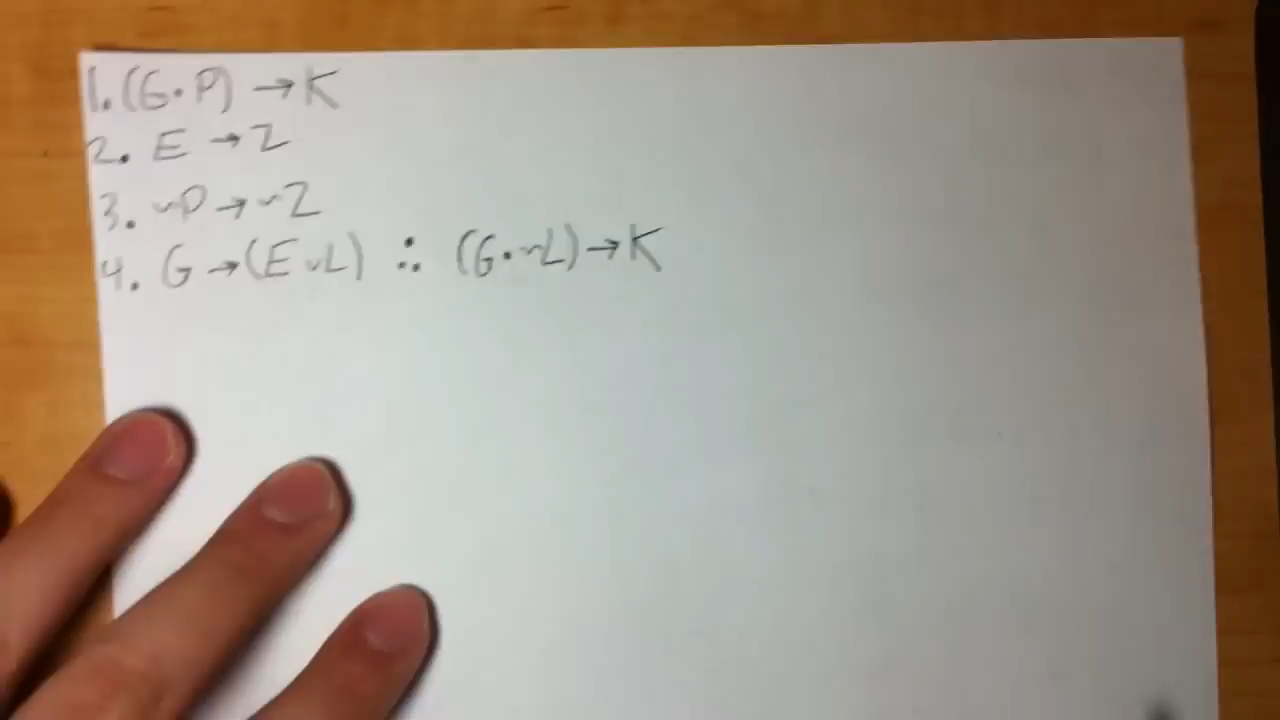 1. (G • P) → K
2. E → Z
3. ~P → ~Z
4. G → (E v L) ∴ (G • ~L) → K